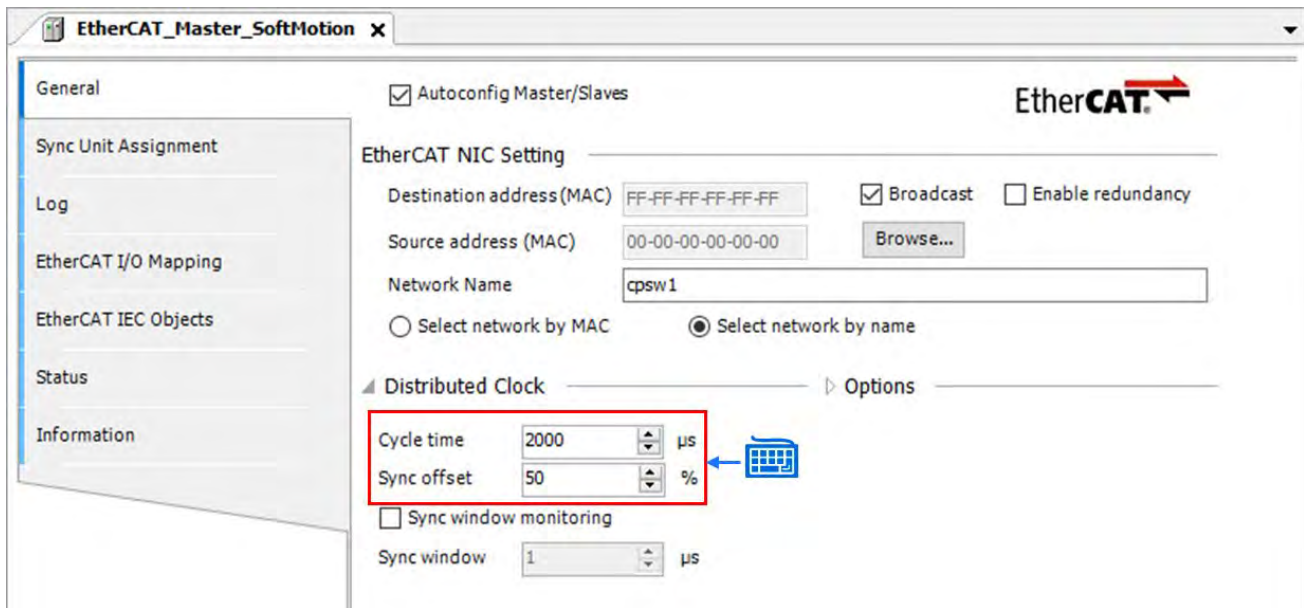 EtherCAT_Master_SoftMotion
General
Sync Unit Assignment
Log
EtherCAT I/O Mapping
EtherCAT IEC Objects
Status
Information
Autoconfig Master/Slaves
EtherCAT.
EtherCAT NIC Setting
Destination address (MAC) FF-FF-FF-FF-FF-FF Broadcast Enable redundancy
Source address (MAC) 00-00-00-00-00-00 Browse...
Network Name cpsw1
Select network by MAC Select network by name
Distributed Clock Options
Cycle time 2000 µs
Sync offset 50 %
Sync window monitoring
Sync window 1 µs